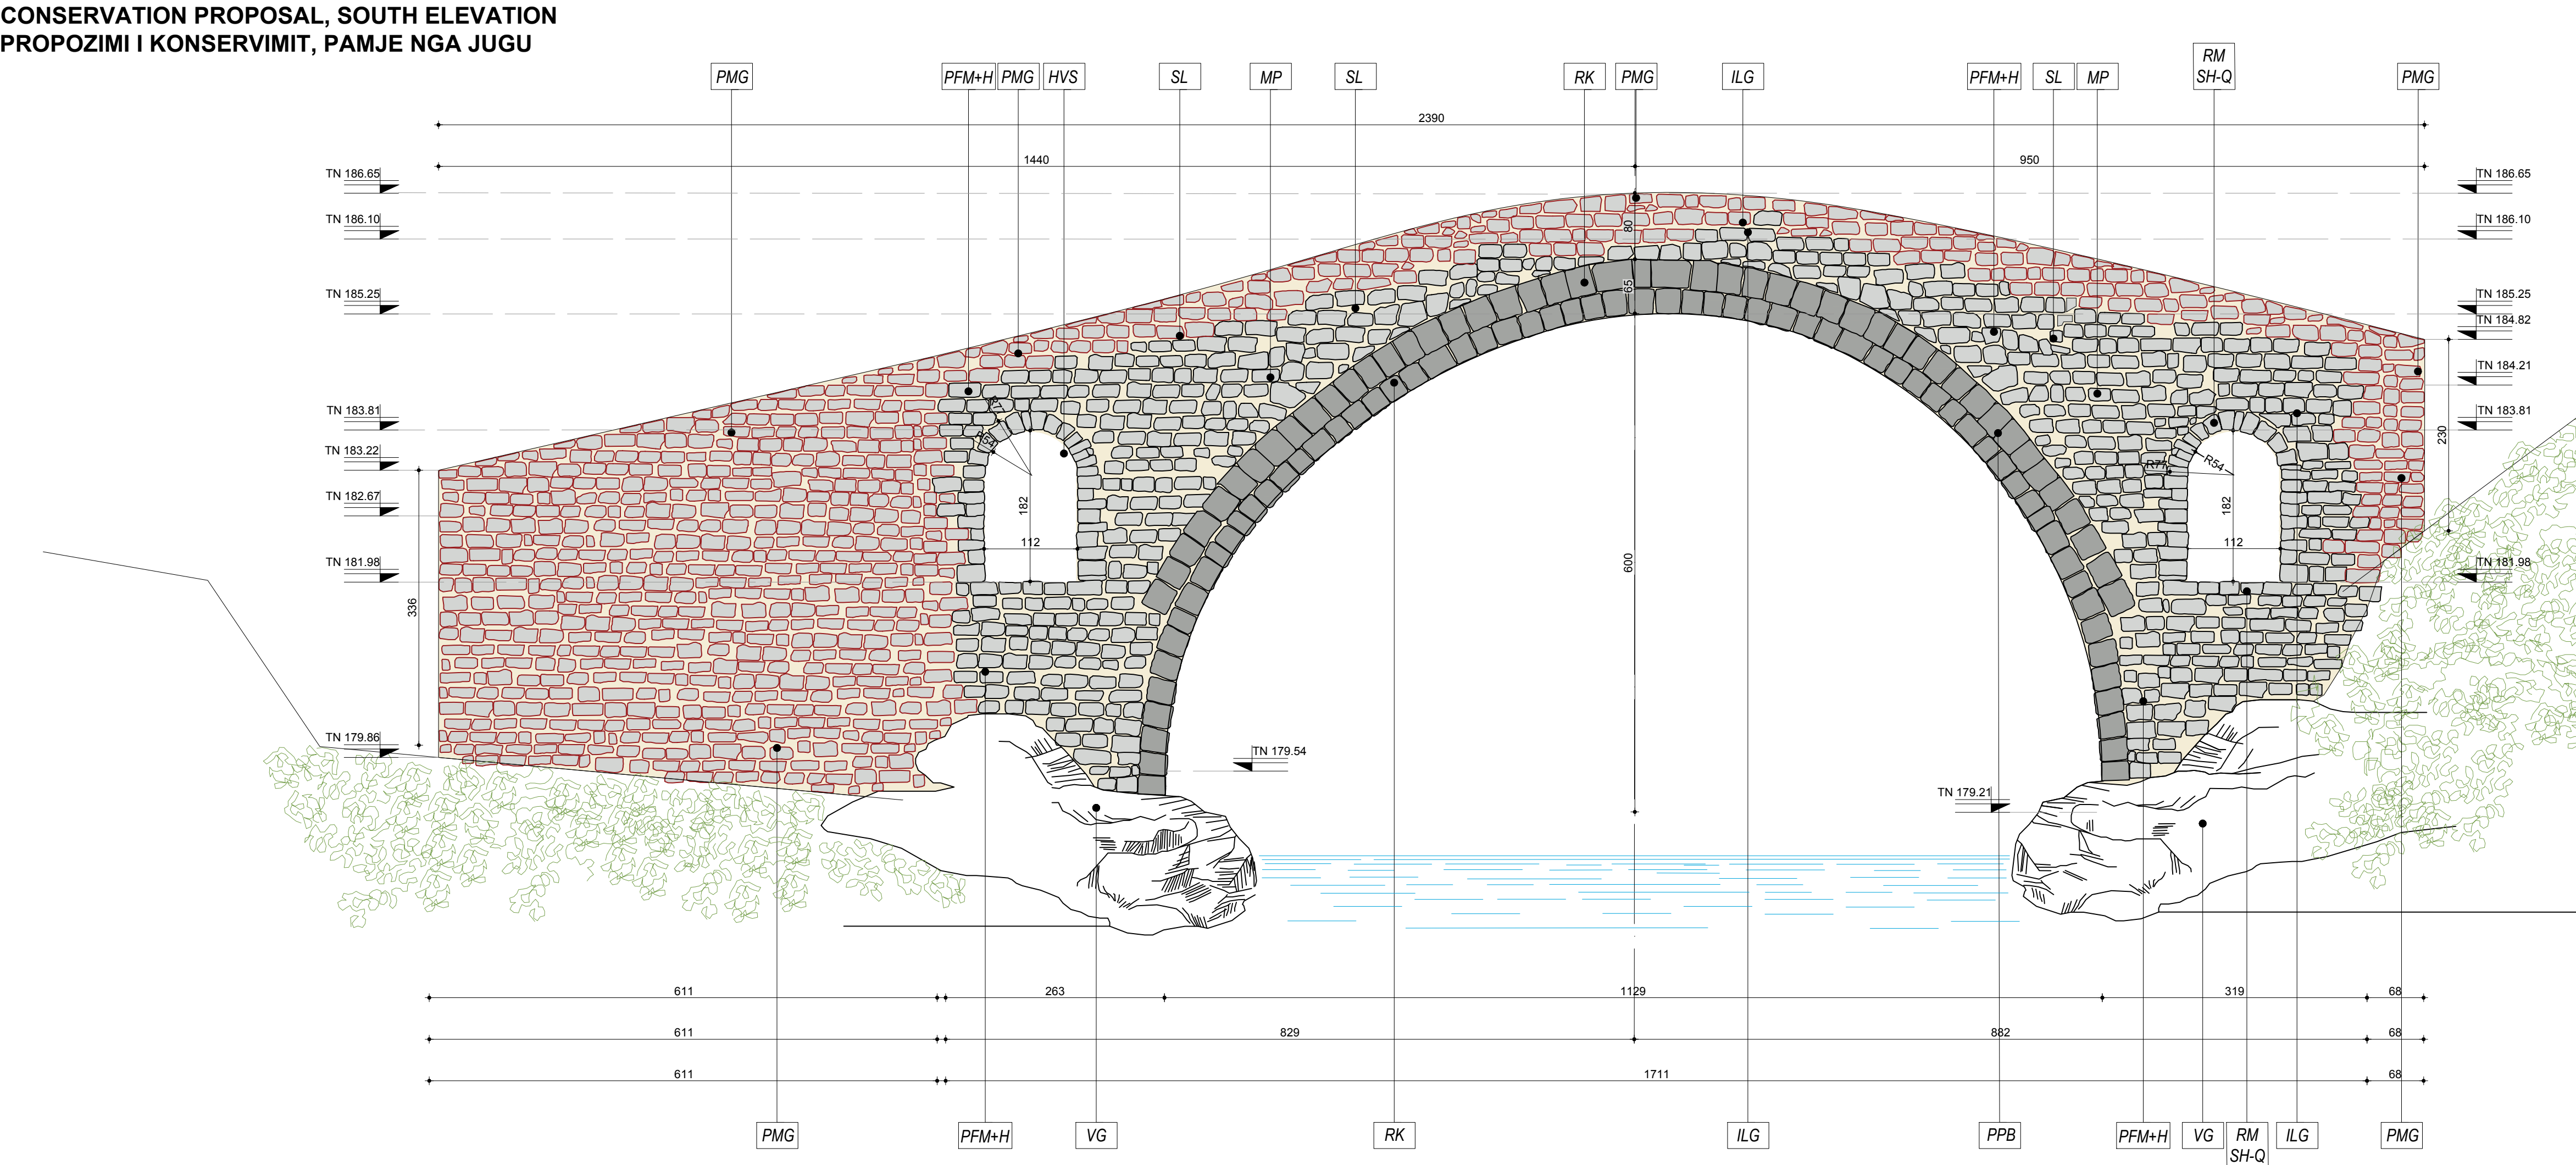 CONSERVATION PROPOSAL, SOUTH ELEVATION
PROPOZIMI I KONSERVIMIT, PAMJE NGA JUGU
PMG
PFM+H
PMG
HVS
SL
MP
SL
RK
PMG
ILG
PFM+H
SL
MP
RM
SH-Q
PMG
2390
1440
950
TN 186.65
TN 186.10
TN 185.25
TN 183.81
TN 183.22
TN 182.67
TN 181.98
TN 179.86
336
TN 186.65
TN 186.10
TN 185.25
TN 184.82
TN 184.21
TN 183.81
TN 181.98
230
80
65
600
R77
R54
182
112
R77
R54
182
112
TN 179.54
TN 179.21
611
263
1129
319
68
611
829
882
68
611
1711
68
PMG
PFM+H
VG
RK
ILG
PPB
PFM+H
VG
RM
SH-Q
ILG
PMG